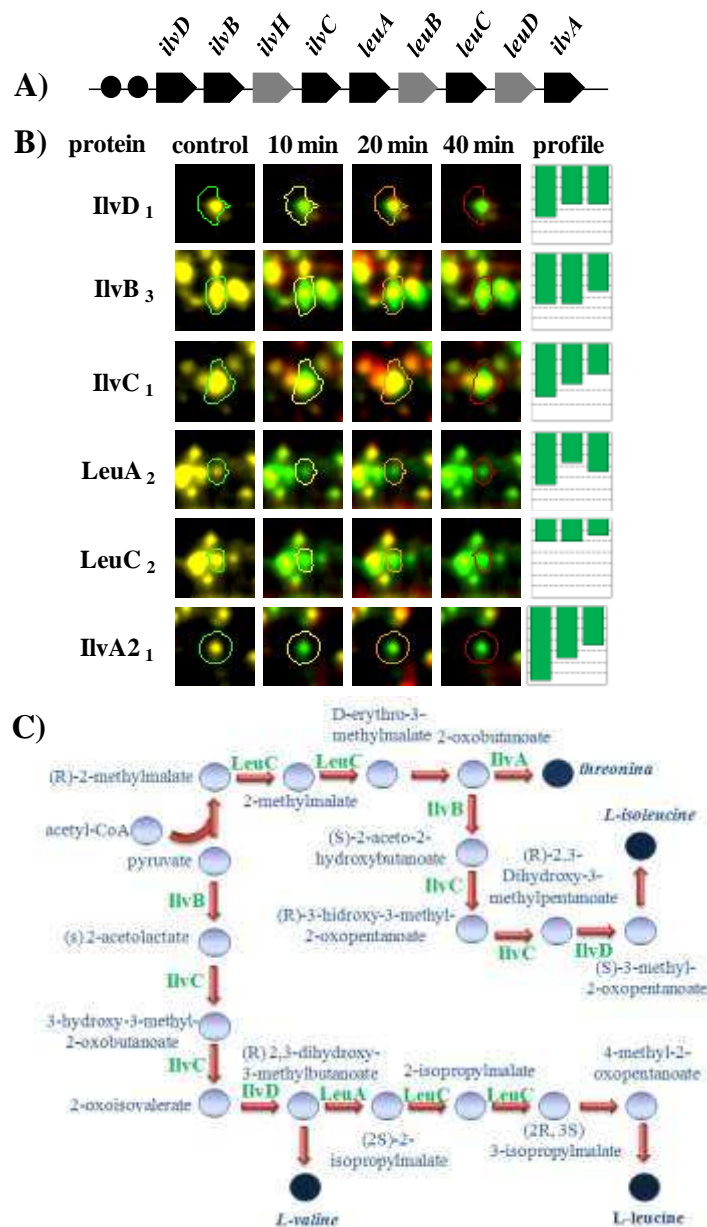 ilvD ilvB ilvH ilvC leuA leuB leuC leuD ilvA
A)
B) protein control 10 min 20 min 40 min profile
IlvD 1
IlvB 3
IlvC 1
LeuA 2
LeuC 2
IlvA2 1
C)
D-erythro-3-
methylmalate
2-oxobutanoate
(R)-2-methylmalate
LeuC
LeuC
IlvA
threonina
2-methylmalate
acetyl-CoA
IlvB
L-isoleucine
pyruvate
(S)-2-aceto-2-
hydroxybutanoate
(R)-2,3-
Dihydroxy-3-
methylpentanoate
IlvB
IlvC
(R)-3-hidroxy-3-methyl-
2-oxopentanoate
(s) 2-acetolactate
IlvC
IlvD
(S)-3-methyl-
2-oxopentanoate
IlvC
3-hydroxy-3-methyl-
2-oxobutanoate
IlvC
(R) 2,3-dihydroxy-
3-methylbutanoate
2-isopropylmalate
4-methyl-2-
oxopentanoate
IlvD
LeuA
LeuC
LeuC
2-oxoisovalerate
(2S)-2-
isopropylmalate
(2R, 3S)
3-isopropylmalate
L-valine
L-leucine